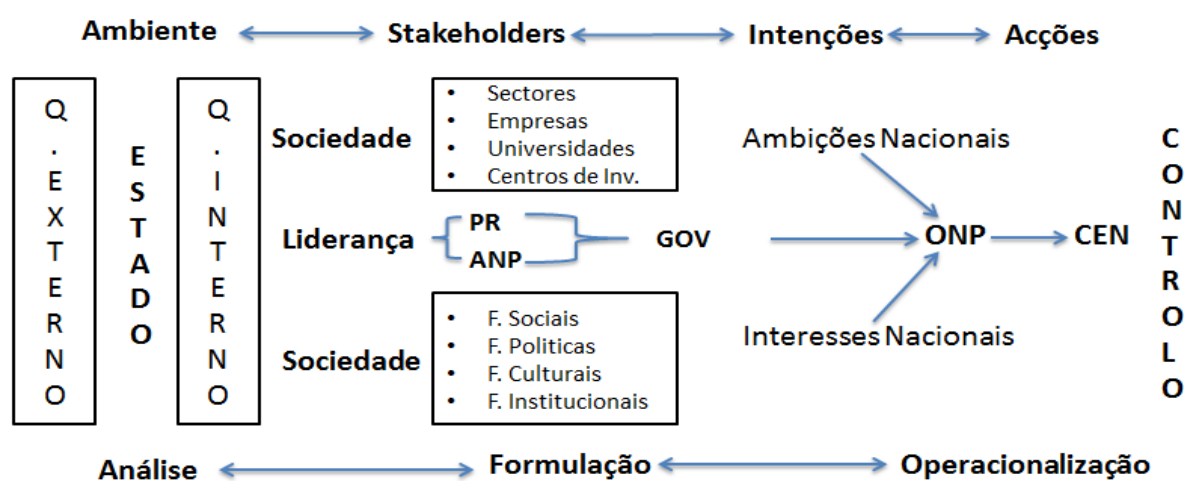 Ambiente Stakeholders Intenções Acções
Q. EXTERNO
ESTADO
Q. INTERNO
Sociedade
• Sectores
• Empresas
• Universidades
• Centros de Inv.
Liderança
PR
ANP
GOV
Sociedade
• F. Sociais
• F. Politicas
• F. Culturais
• F. Institucionais
Ambições Nacionais
ONP
CEN
Interesses Nacionais
CONTROLO
Análise Formulação Operacionalização